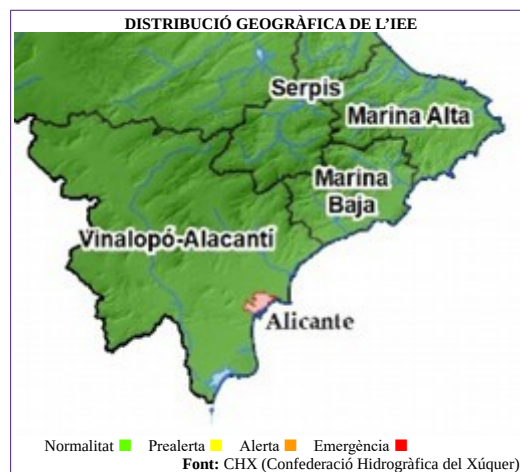 DISTRIBUCIÓ GEOGRÀFICA DE L’IEE
Serpis
Marina Alta
Marina
Baja
Vinalopó-Alacantí
Alicante
Normalitat Prealerta Alerta Emergència
Font: CHX (Confederació Hidrogràfica del Xúquer)